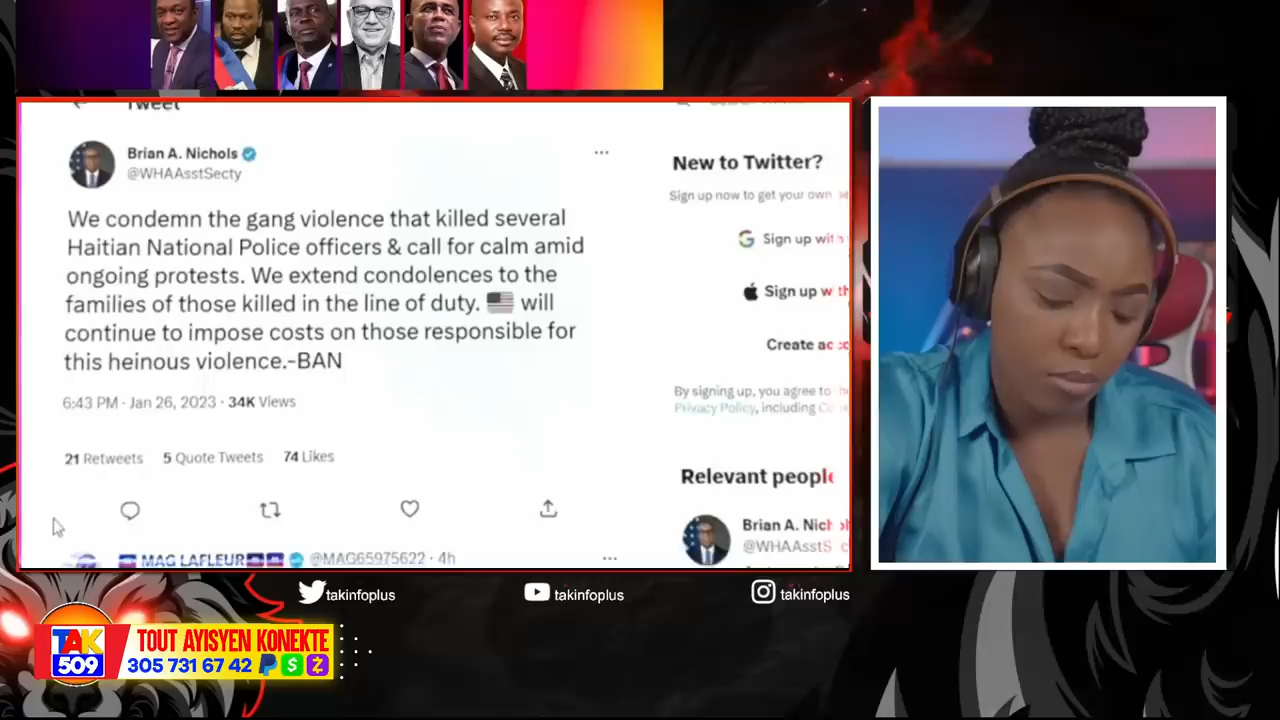 Tweet
Brian A. Nichols
@WHAAsstSecty
We condemn the gang violence that killed several
Haitian National Police officers & call for calm amid
ongoing protests. We extend condolences to the
families of those killed in the line of duty. 🇺🇸 will
continue to impose costs on those responsible for
this heinous violence.-BAN
6:43 PM · Jan 26, 2023 · 34K Views
21 Retweets 5 Quote Tweets 74 Likes
MAG LAFLEUR @MAG65975622 · 4h
New to Twitter?
Sign up now to get your own
Sign up with
Sign up with
Create
By signing up, you agree to
Privacy Policy, including
Relevant people
Brian A. Nichols
@WHAAsstS
takinfoplus
takinfoplus
takinfoplus
TAK
509
TOUT AYISYEN KONEKTE
305 731 67 42